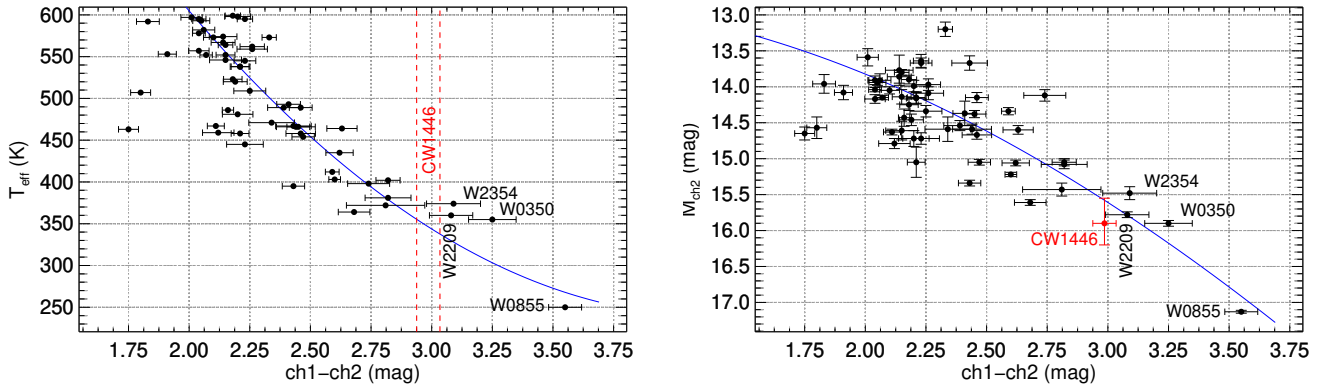 600
550
500
450
400
350
300
250
T_eff (K)
CW1446
W2354
W0350
W2209
W0855
1.75 2.00 2.25 2.50 2.75 3.00 3.25 3.50 3.75
ch1−ch2 (mag)
13.0
13.5
14.0
14.5
15.0
15.5
16.0
16.5
17.0
M_ch2 (mag)
W2354
W0350
CW1446
W2209
W0855
1.75 2.00 2.25 2.50 2.75 3.00 3.25 3.50 3.75
ch1−ch2 (mag)